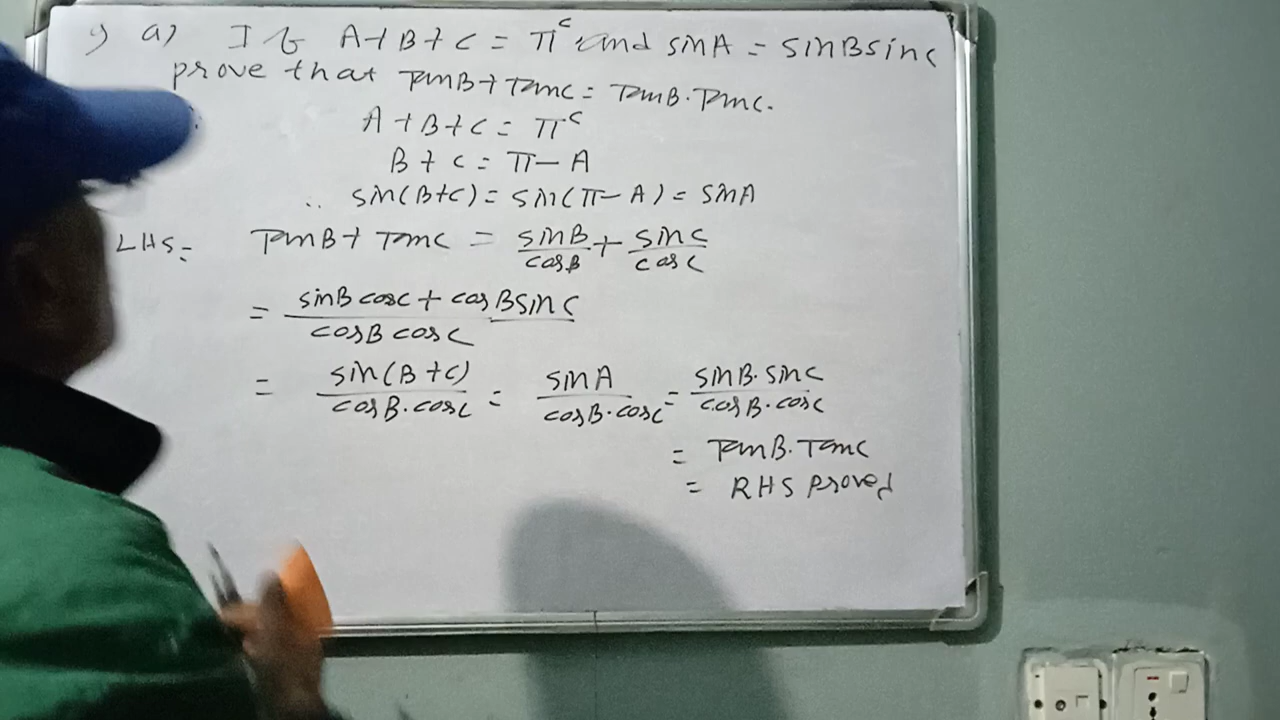 9 a) If A+B+C = π^c and sinA = sinBsinC
prove that TanB+TanC = TanB.TanC.
A+B+C = π^c
B+C = π-A
∴ sin(B+C) = sin(π-A) = sinA
LHS = TanB+TanC = sinB/cosB + sinC/cosC
= (sinB cosC + cosBsinC)/(cosB cosC)
= sin(B+C)/(cosB.cosC) = sinA/(cosB.cosC) = (sinB.sinC)/(cosB.cosC)
= TanB.TanC
= RHS proved